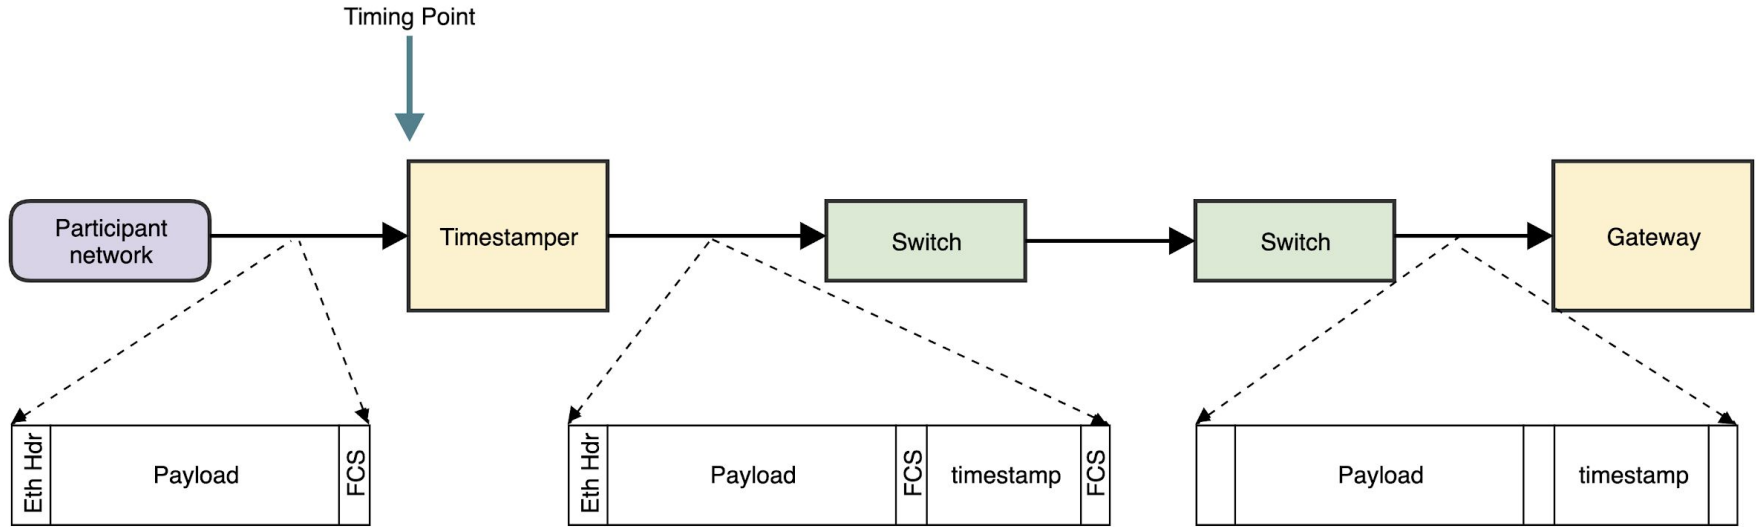 Timing Point
Participant
network
Timestamper
Switch
Switch
Gateway
Eth Hdr
Payload
FCS
Eth Hdr
Payload
FCS
timestamp
FCS
Payload
timestamp